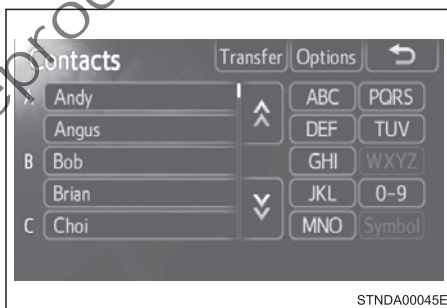 Contacts Transfer Options
A Andy ABC PQRS
Angus DEF TUV
B Bob GHI WXYZ
Brian JKL 0-9
C Choi MNO Symbol
STNDA00045E